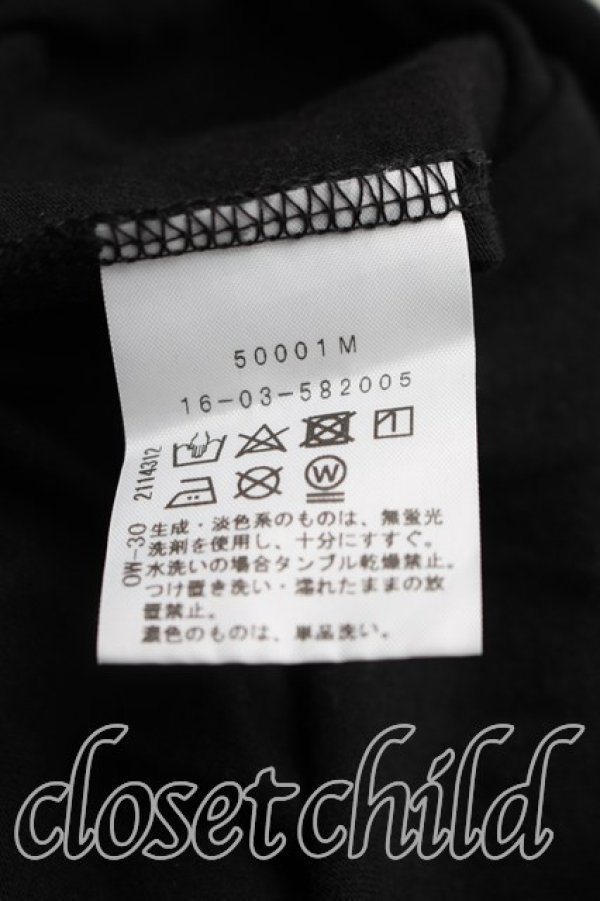 50001M
16-03-582005
W
OW-30 2114312
生成・淡色系のものは、無蛍光
洗剤を使用し、十分にすすぐ。
水洗いの場合タンブル乾燥禁止。
つけ置き洗い・濡れたままの放
置禁止。
濃色のものは、単品洗い。
closet child